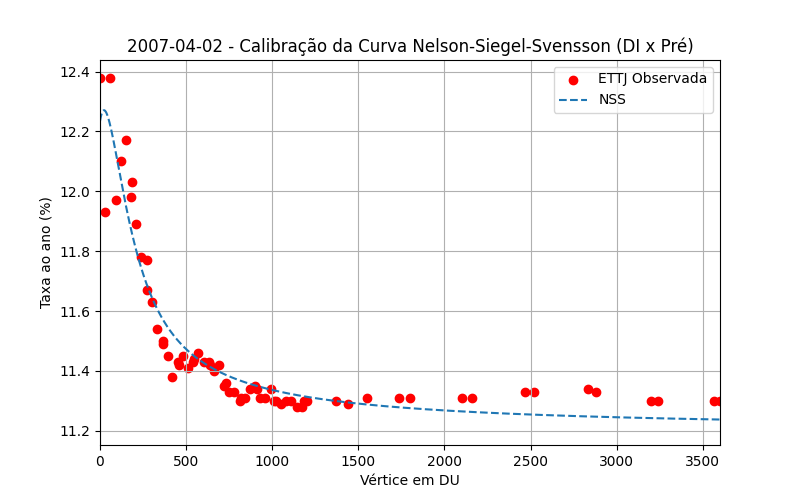 2007-04-02 - Calibração da Curva Nelson-Siegel-Svensson (DI x Pré)
ETTJ Observada
NSS
Taxa ao ano (%)
12.4
12.2
12.0
11.8
11.6
11.4
11.2
0 500 1000 1500 2000 2500 3000 3500
Vértice em DU